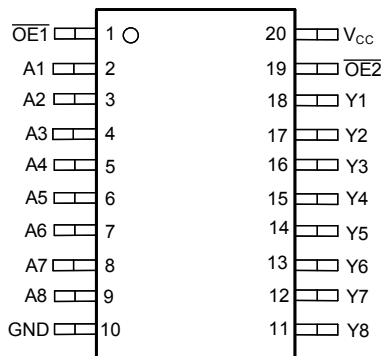 OE1 1 20 VCC
A1 2 19 OE2
A2 3 18 Y1
A3 4 17 Y2
A4 5 16 Y3
A5 6 15 Y4
A6 7 14 Y5
A7 8 13 Y6
A8 9 12 Y7
GND 10 11 Y8